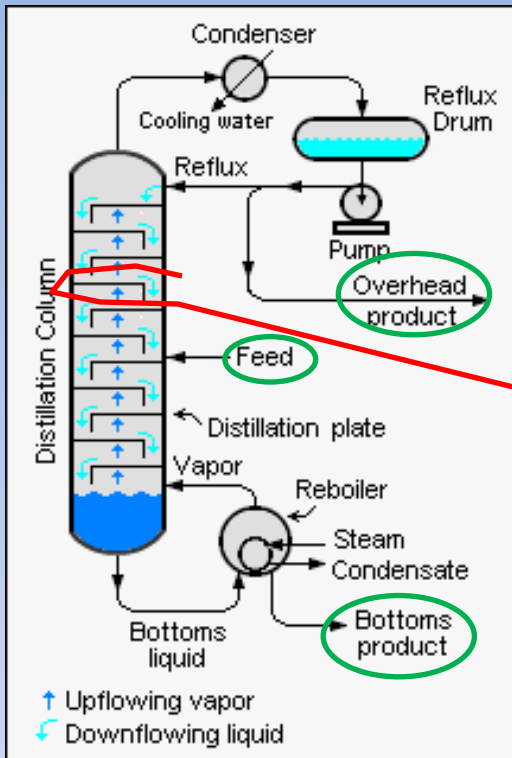 Condenser
Cooling water
Reflux
Drum
Reflux
Pump
Overhead
product
Distillation Column
Feed
Distillation plate
Vapor
Reboiler
Steam
Condensate
Bottoms
liquid
Bottoms
product
Upflowing vapor
Downflowing liquid